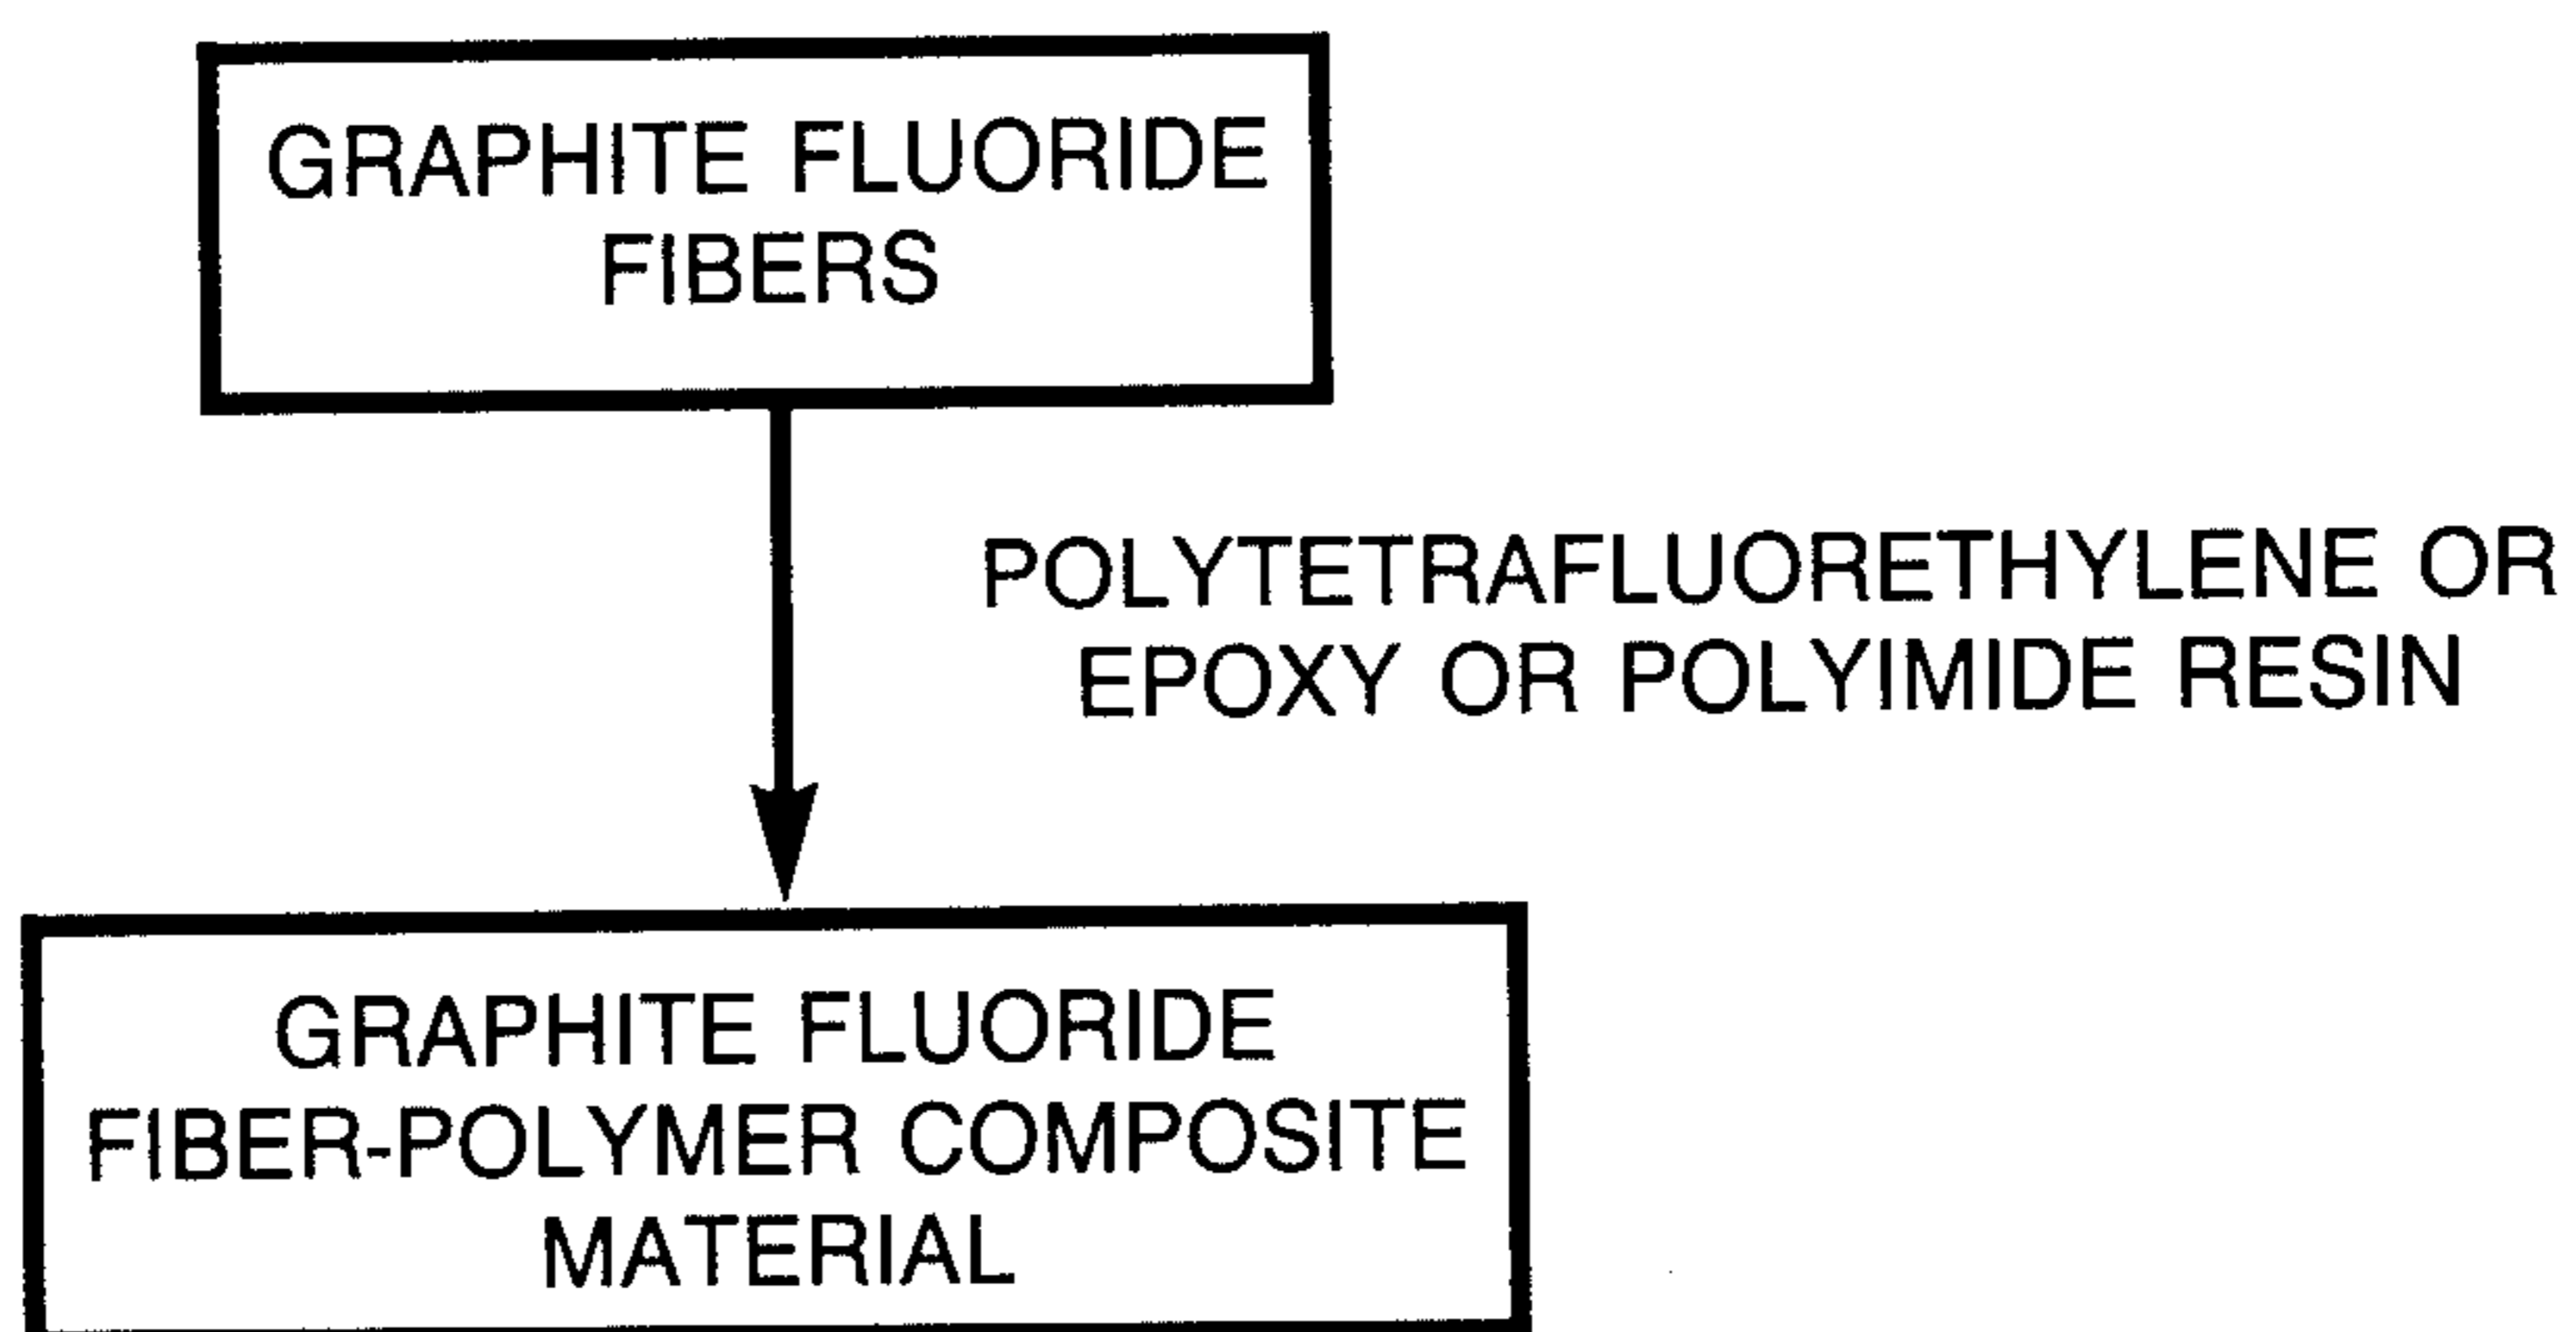 GRAPHITE FLUORIDE
FIBERS
POLYTETRAFLUORETHYLENE OR
EPOXY OR POLYIMIDE RESIN
GRAPHITE FLUORIDE
FIBER-POLYMER COMPOSITE
MATERIAL